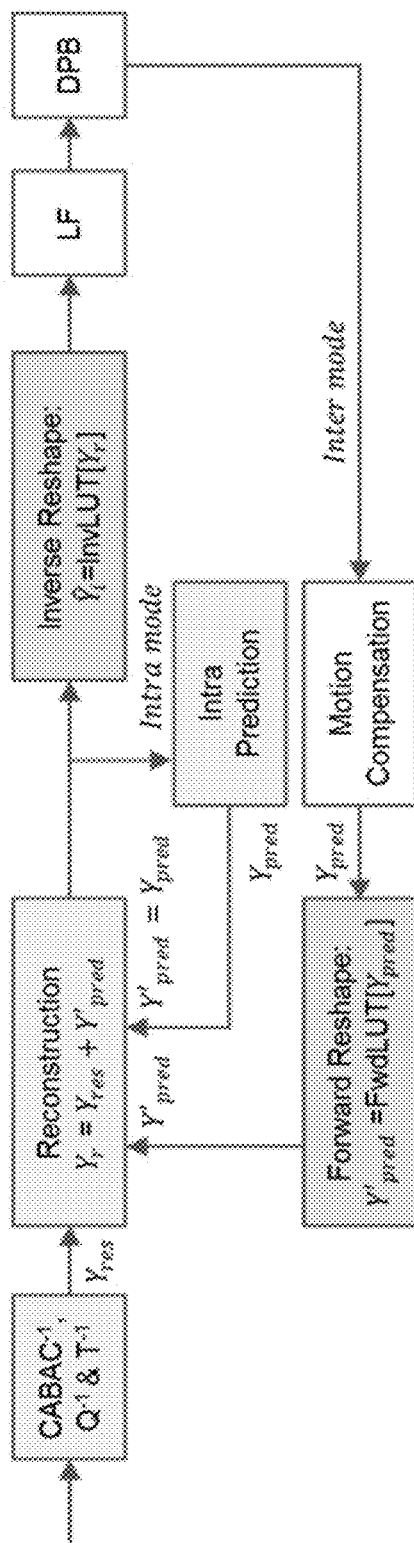 CABAC⁻¹,
Q⁻¹ & T⁻¹
Y_res
Reconstruction
Y_r = Y_res + Y'_pred
Y'_pred
Y'_pred = Y_pred
Inverse Reshape:
Ŷ_i=InvLUT[Y_r]
LF
DPB
Intra mode
Intra
Prediction
Y_pred
Inter mode
Motion
Compensation
Y_pred
Forward Reshape:
Y'_pred =FwdLUT[Y_pred]